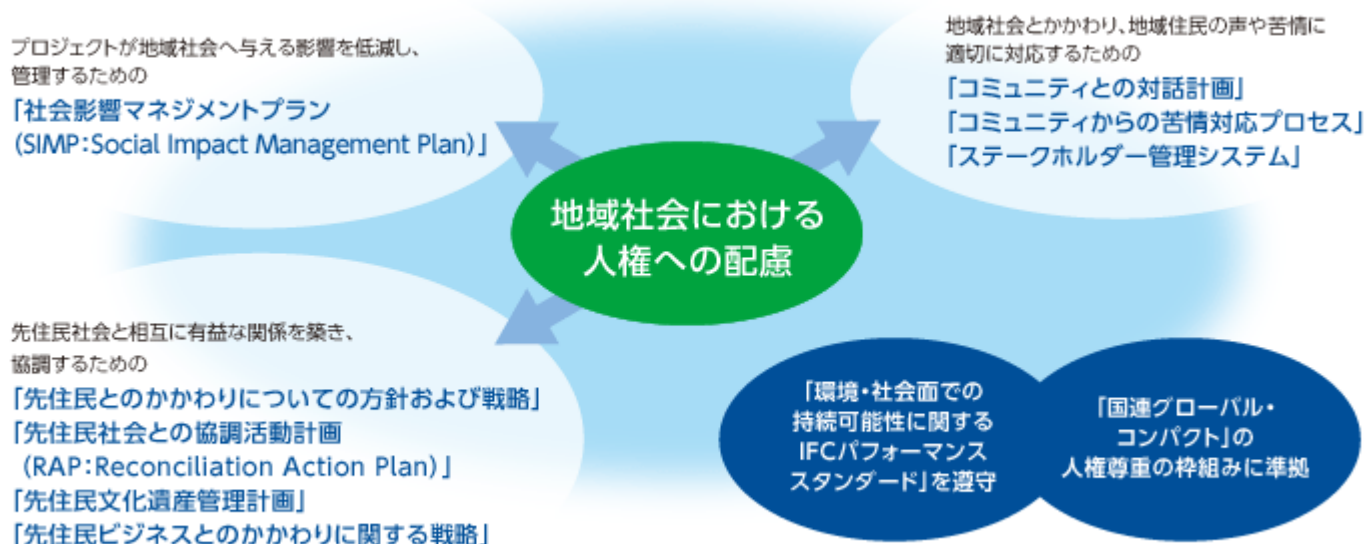 プロジェクトが地域社会へ与える影響を低減し、
管理するための
「社会影響マネジメントプラン
(SIMP:Social Impact Management Plan)」
地域社会とかかわり、地域住民の声や苦情に
適切に対応するための
「コミュニティとの対話計画」
「コミュニティからの苦情対応プロセス」
「ステークホルダー管理システム」
地域社会における
人権への配慮
先住民社会と相互に有益な関係を築き、
協調するための
「先住民とのかかわりについての方針および戦略」
「先住民社会との協調活動計画
(RAP:Reconciliation Action Plan)」
「先住民文化遺産管理計画」
「先住民ビジネスとのかかわりに関する戦略」
「環境・社会面での
持続可能性に関する
IFCパフォーマンス
スタンダード」を遵守
「国連グローバル・
コンパクト」の
人権尊重の枠組みに準拠